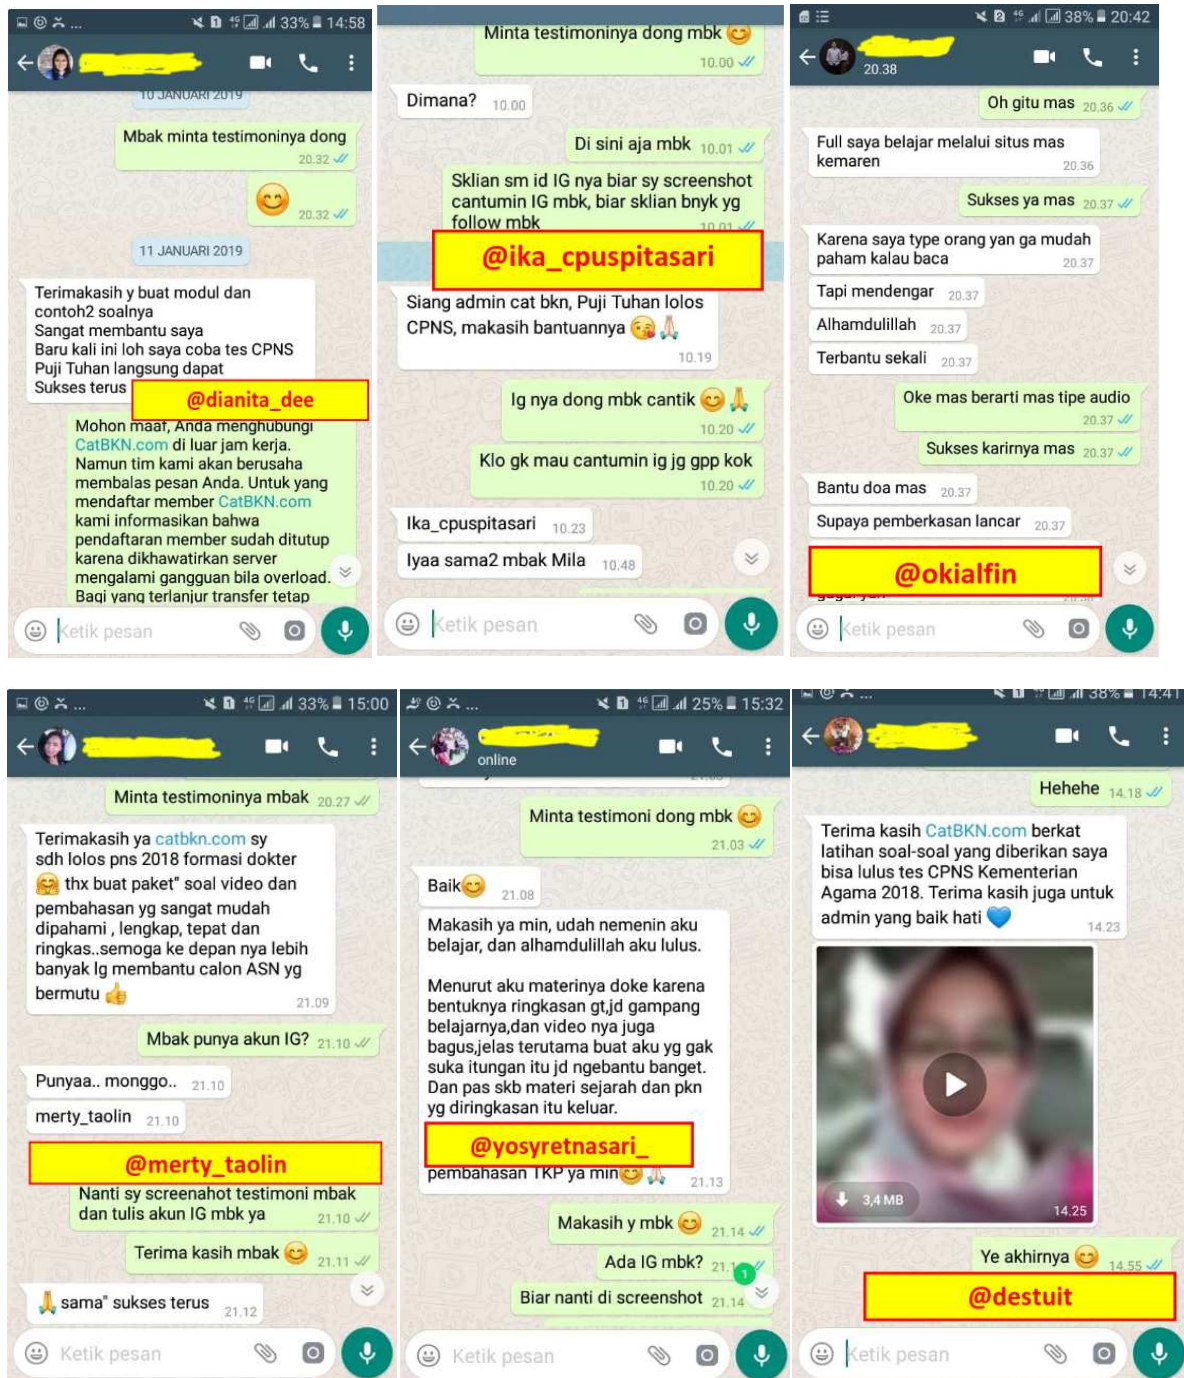 33% 14:58
10 JANUARI 2019
Mbak minta testimoninya dong
20.32
20.32
11 JANUARI 2019
Terimakasih y buat modul dan
contoh2 soalnya
Sangat membantu saya
Baru kali ini loh saya coba tes CPNS
Puji Tuhan langsung dapat
Sukses terus
@dianita_dee
Mohon maaf, Anda menghubungi
CatBKN.com di luar jam kerja.
Namun tim kami akan berusaha
membalas pesan Anda. Untuk yang
mendaftar member CatBKN.com
kami informasikan bahwa
pendaftaran member sudah ditutup
karena dikhawatirkan server
mengalami gangguan bila overload.
Bagi yang terlanjur transfer tetap
Ketik pesan
Minta testimoninya dong mbk
10.00
Dimana? 10.00
Di sini aja mbk 10.01
Sklian sm id IG nya biar sy screenshot
cantumin IG mbk, biar sklian bnyk yg
follow mbk 10.01
@ika_cpuspitasari
Siang admin cat bkn, Puji Tuhan lolos
CPNS, makasih bantuannya
10.19
Ig nya dong mbk cantik
10.20
Klo gk mau cantumin ig jg gpp kok
10.20
Ika_cpuspitasari 10.23
Iyaa sama2 mbak Mila 10.48
Ketik pesan
38% 20:42
20.38
Oh gitu mas 20.36
Full saya belajar melalui situs mas
kemaren 20.36
Sukses ya mas 20.37
Karena saya type orang yan ga mudah
paham kalau baca 20.37
Tapi mendengar 20.37
Alhamdulillah 20.37
Terbantu sekali 20.37
Oke mas berarti mas tipe audio
20.37
Sukses karirnya mas 20.37
Bantu doa mas 20.37
Supaya pemberkasan lancar 20.37
@okialfin
Ketik pesan
33% 15:00
Minta testimoninya mbak 20.27
Terimakasih ya catbkn.com sy
sdh lolos pns 2018 formasi dokter
thx buat paket" soal video dan
pembahasan yg sangat mudah
dipahami , lengkap, tepat dan
ringkas..semoga ke depan nya lebih
banyak lg membantu calon ASN yg
bermutu
21.09
Mbak punya akun IG? 21.10
Punyaa.. monggo.. 21.10
merty_taolin 21.10
@merty_taolin
Nanti sy screenahot testimoni mbak
dan tulis akun IG mbk ya 21.10
Terima kasih mbak 21.11
sama" sukses terus 21.12
Ketik pesan
25% 15:32
online
Minta testimoni dong mbk
21.03
Baik 21.08
Makasih ya min, udah nemenin aku
belajar, dan alhamdulillah aku lulus.
Menurut aku materinya doke karena
bentuknya ringkasan gt,jd gampang
belajarnya,dan video nya juga
bagus,jelas terutama buat aku yg gak
suka itungan itu jd ngebantu banget.
Dan pas skb materi sejarah dan pkn
yg diringkasan itu keluar.
@yosyretnasari_
pembahasan TKP ya min
21.13
Makasih y mbk 21.14
Ada IG mbk?
1
Biar nanti di screenshot 21.14
Ketik pesan
38% 14:41
Hehehe 14.18
Terima kasih CatBKN.com berkat
latihan soal-soal yang diberikan saya
bisa lulus tes CPNS Kementerian
Agama 2018. Terima kasih juga untuk
admin yang baik hati
14.23
3,4 MB
14.25
Ye akhirnya 14.55
@destuit
Ketik pesan